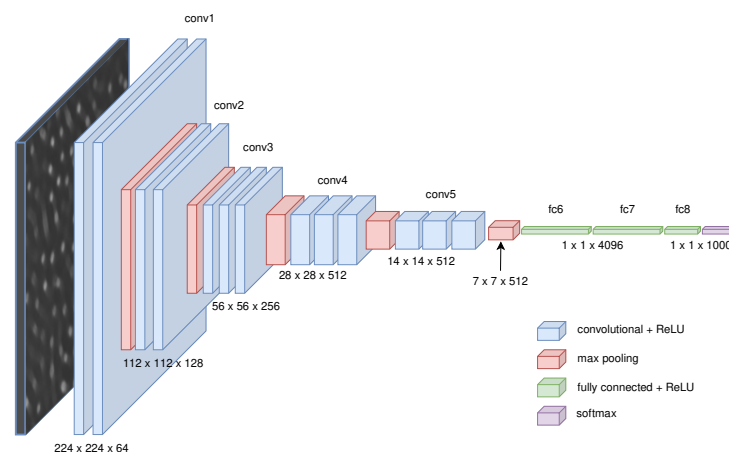 conv1
conv2
conv3
conv4
conv5
fc6
fc7
fc8
1 x 1 x 4096
1 x 1 x 1000
14 x 14 x 512
28 x 28 x 512
7 x 7 x 512
56 x 56 x 256
112 x 112 x 128
224 x 224 x 64
convolutional + ReLU
max pooling
fully connected + ReLU
softmax